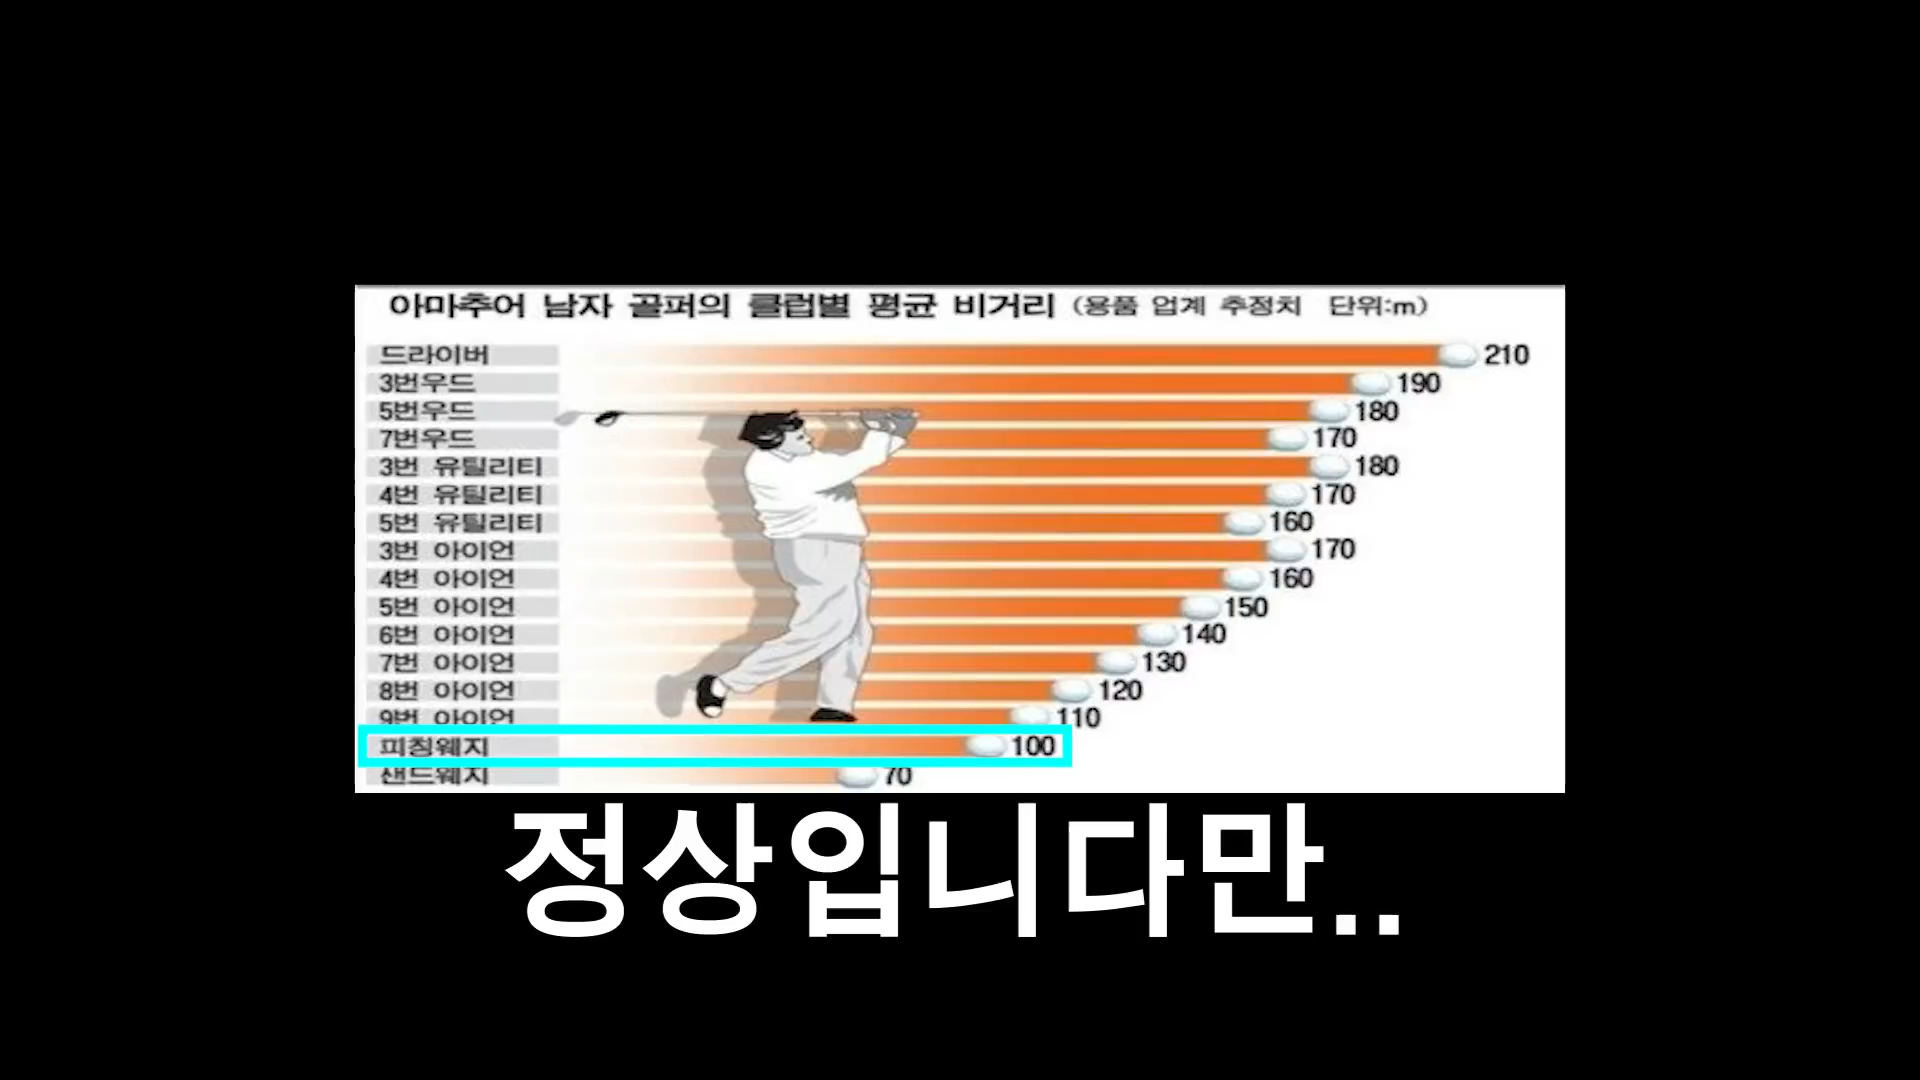 아마추어 남자 골퍼의 클럽별 평균 비거리 (용품 업계 추정치 단위:m)
드라이버 210
3번우드 190
5번우드 180
7번우드 170
3번 유틸리티 180
4번 유틸리티 170
5번 유틸리티 160
3번 아이언 170
4번 아이언 160
5번 아이언 150
6번 아이언 140
7번 아이언 130
8번 아이언 120
9번 아이언 110
피칭웨지 100
샌드웨지 70
정상입니다만..